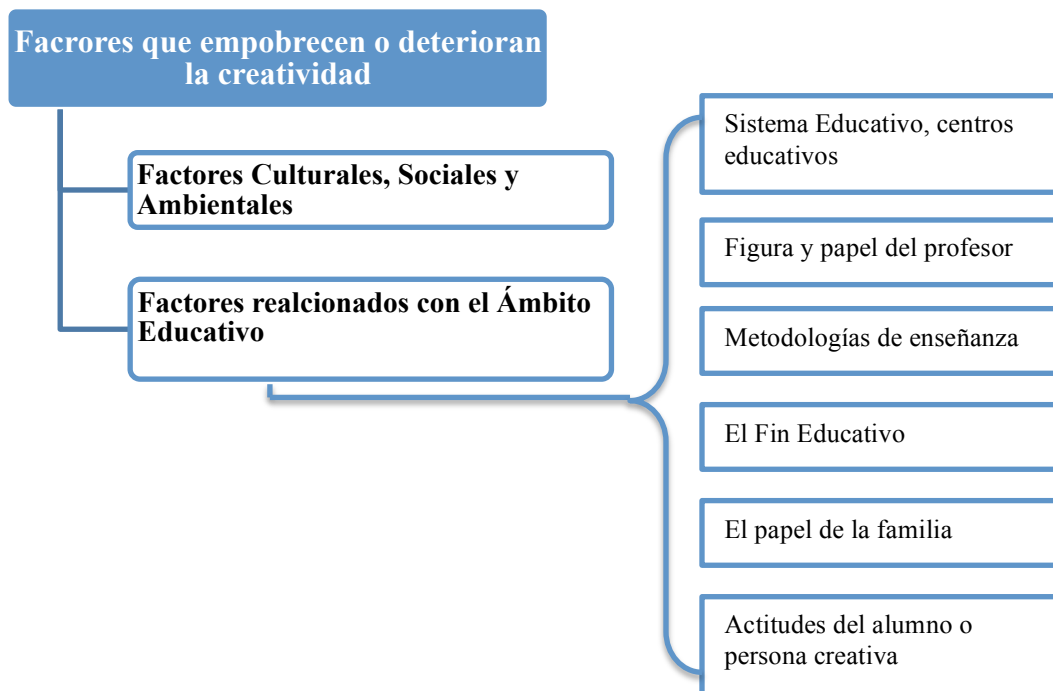 Facrores que empobrecen o deterioran
la creatividad
Factores Culturales, Sociales y
Ambientales
Factores realcionados con el Ámbito
Educativo
Sistema Educativo, centros
educativos
Figura y papel del profesor
Metodologías de enseñanza
El Fin Educativo
El papel de la familia
Actitudes del alumno o
persona creativa